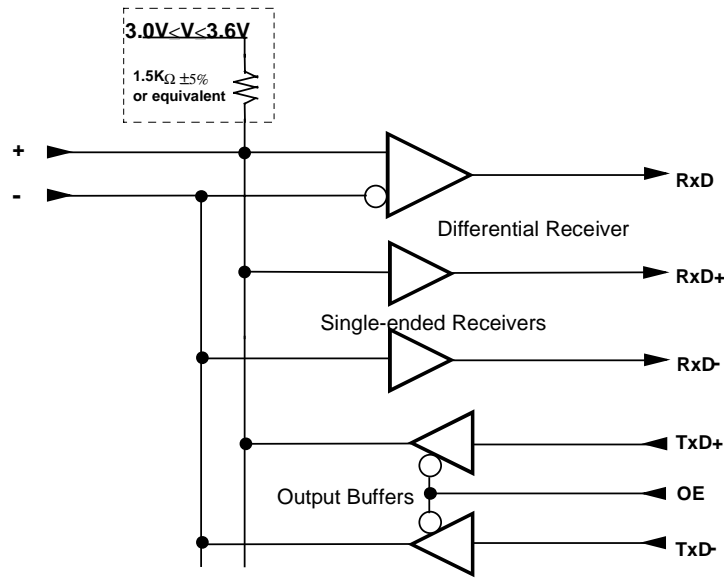 3.0V≤V≤3.6V
1.5KΩ ±5%
or equivalent
+
-
RxD
Differential Receiver
RxD+
Single-ended Receivers
RxD-
TxD+
Output Buffers
OE
TxD-